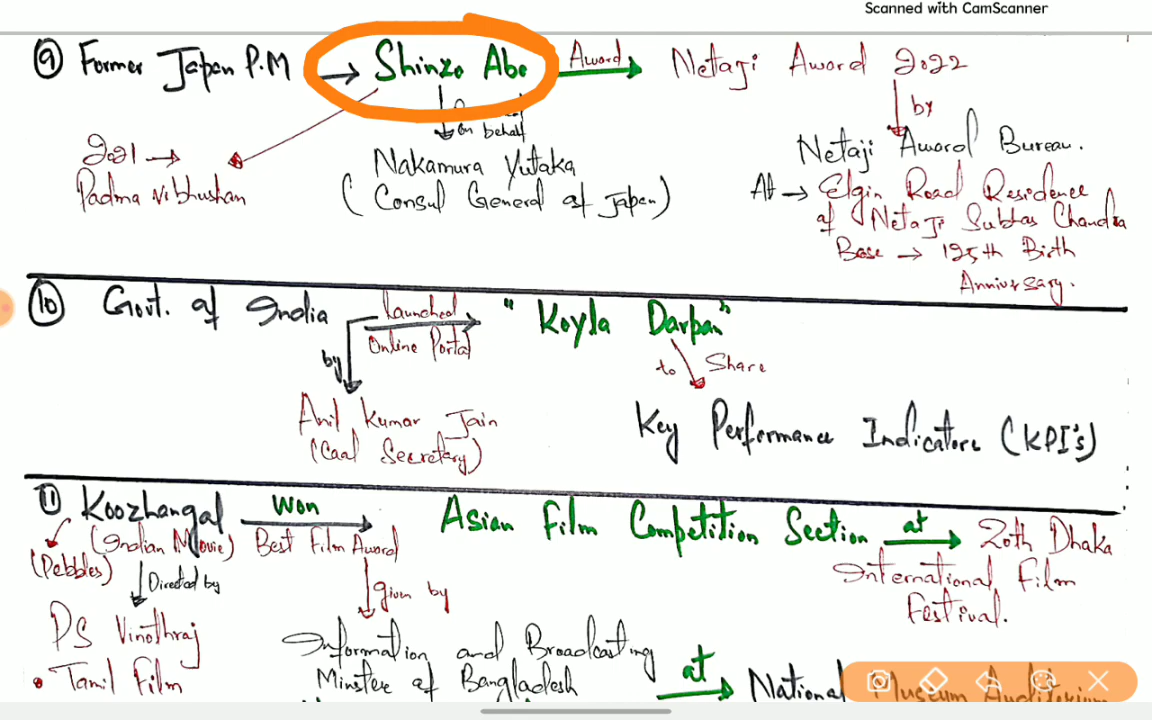 Scanned with CamScanner
⑨ Former Japan P.M → Shinzo Abe Award → Netaji Award 2022
by
on behalf
Netaji Award Bureau.
2021 →
Padma Vibhushan
Nakamura Yutaka
(Consul General of Japan)
At → Elgin Road Residence
of Netaji Subhas Chandra
Bose → 125th Birth
Anniversary.
⑩ Govt. of India launched Online Portal → "Koyla Darpan"
by
to Share
Anil Kumar Jain
(Coal Secretary)
Key Performance Indicators (KPI's)
⑪ Koozhangal won → Asian Film Competition Section at → 20th Dhaka
(Indian Movie) Best Film Award
International Film
Festival.
(Pebbles)
Directed by
given by
PS Vinothraj
• Tamil Film
Information and Broadcasting
Minster of Bangladesh at → National Museum Auditorium